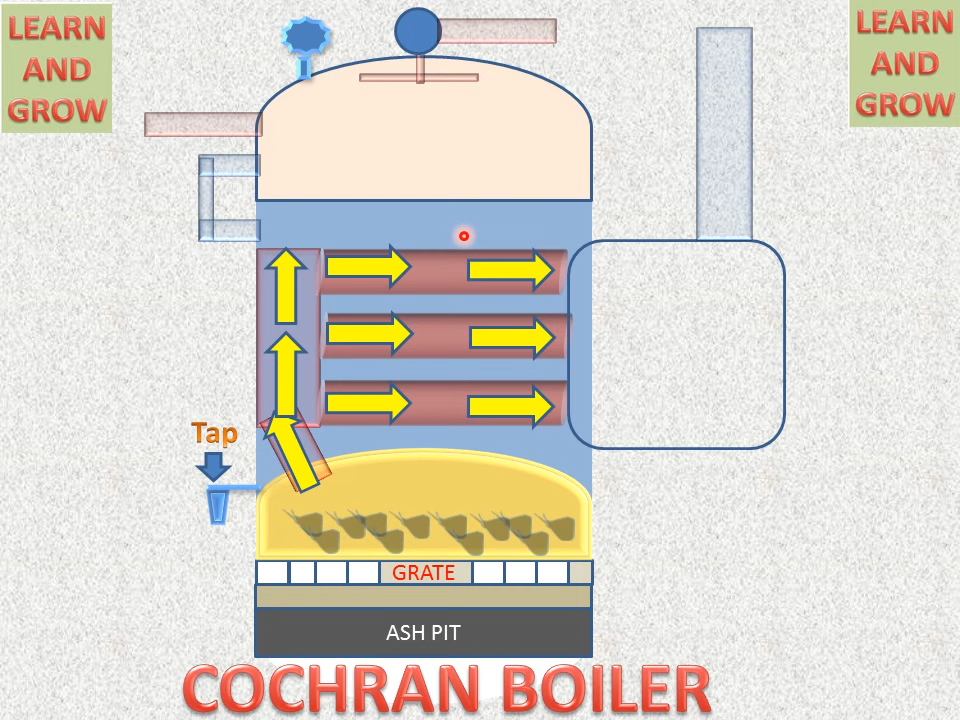 LEARN
AND
GROW
LEARN
AND
GROW
Tap
GRATE
ASH PIT
COCHRAN BOILER